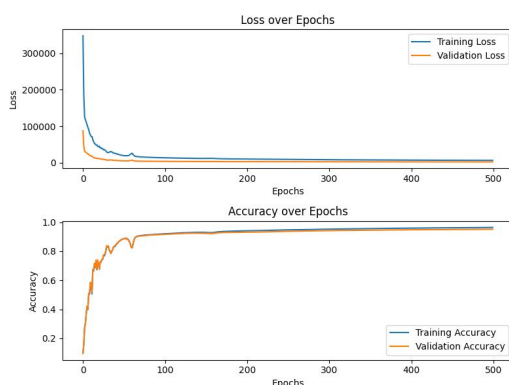 Loss over Epochs
Training Loss
Validation Loss
Loss
300000
200000
100000
0
0 100 200 300 400 500
Epochs
Accuracy over Epochs
Training Accuracy
Validation Accuracy
Accuracy
1.0
0.8
0.6
0.4
0.2
0 100 200 300 400 500
Epochs